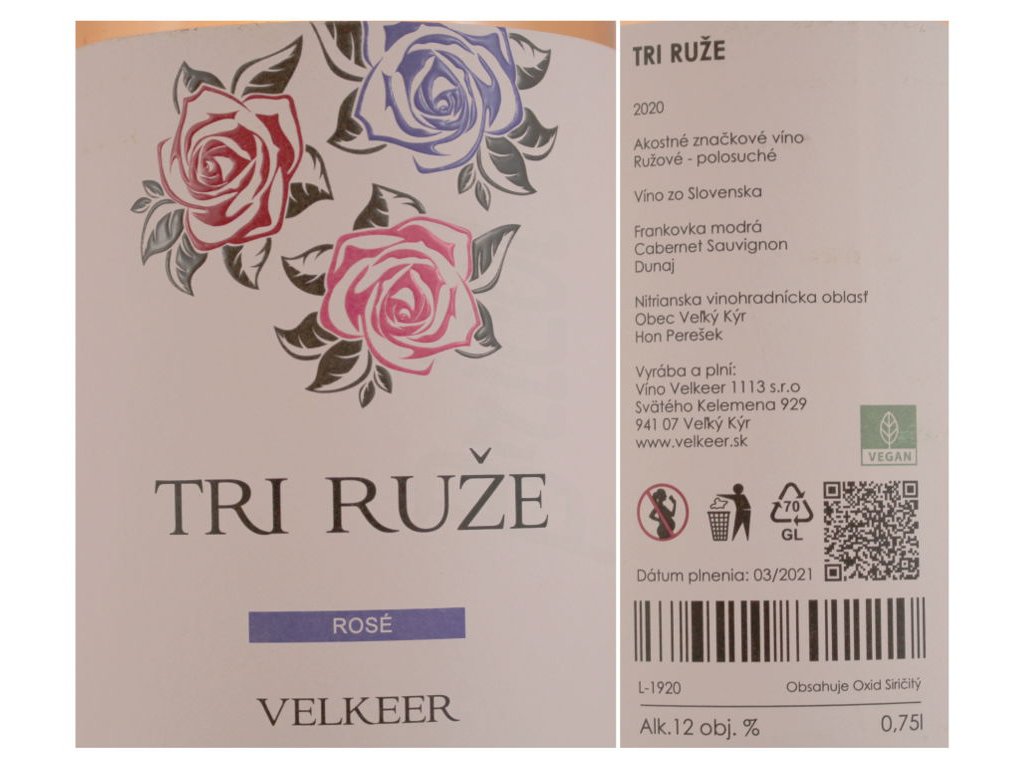 TRI RUŽE
ROSÉ
VELKEER
TRI RUŽE
2020
Akostné značkové víno
Ružové - polosuché
Víno zo Slovenska
Frankovka modrá
Cabernet Sauvignon
Dunaj
Nitrianska vinohradnícka oblasť
Obec Veľký Kýr
Hon Perešek
Vyrába a plní:
Víno Velkeer 1113 s.r.o
Svätého Kelemena 929
941 07 Veľký Kýr
www.velkeer.sk
VEGAN
70
GL
Dátum plnenia: 03/2021
L-1920 Obsahuje Oxid Siričitý
Alk.12 obj. % 0,75l